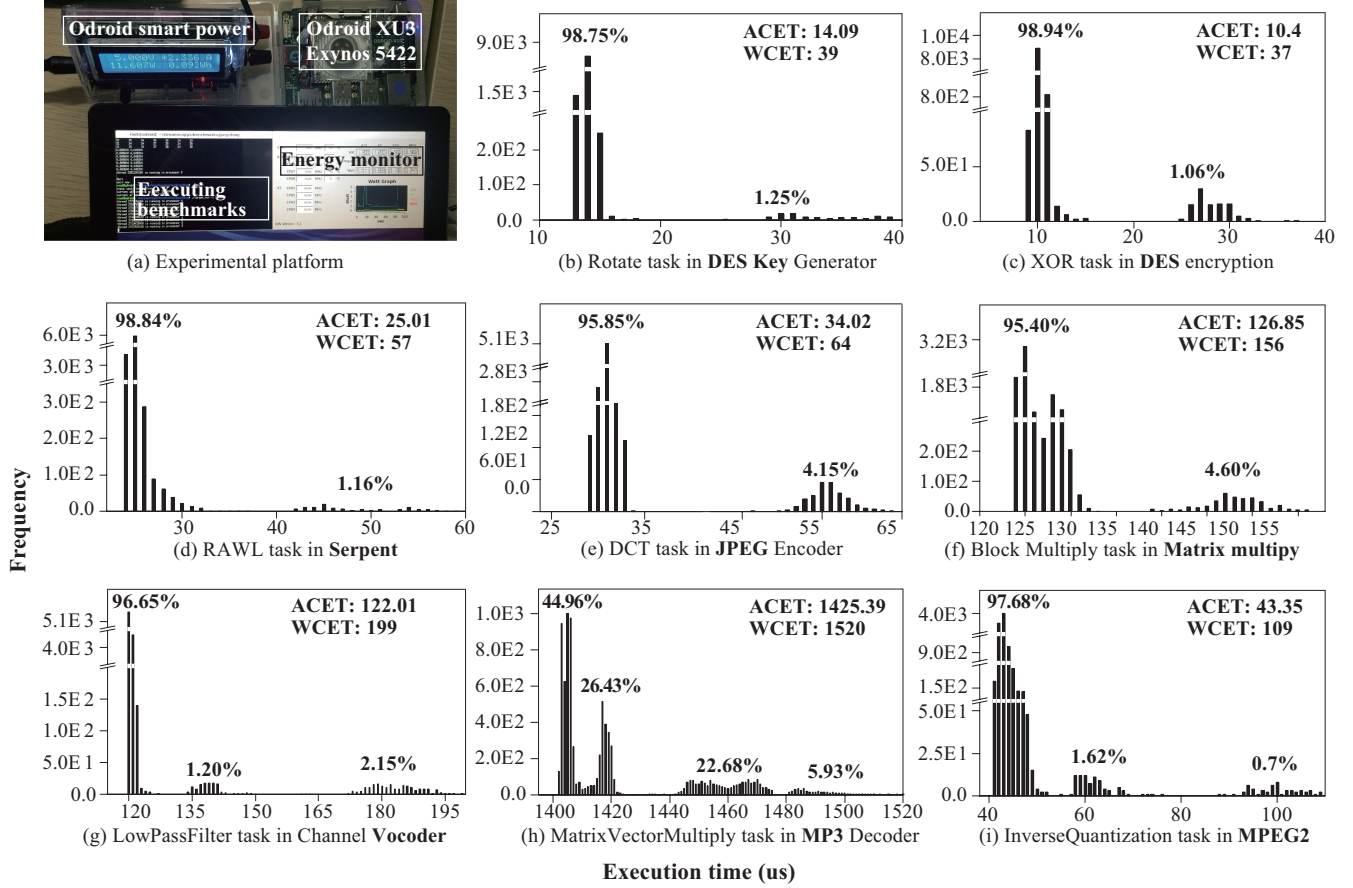 Odroid smart power
Odroid XU3
Exynos 5422
Energy monitor
Eexcuting
benchmarks
Watt Graph
(a) Experimental platform
98.75%
ACET: 14.09
WCET: 39
9.0E3
1.5E3
2.0E2
1.0E2
0.0
1.25%
10 20 30 40
(b) Rotate task in DES Key Generator
98.94%
ACET: 10.4
WCET: 37
1.0E4
8.0E3
8.0E2
5.0E1
0.0
1.06%
10 20 30 40
(c) XOR task in DES encryption
98.84%
ACET: 25.01
WCET: 57
6.0E3
3.0E3
3.0E2
2.0E2
1.0E2
0.0
1.16%
30 40 50 60
(d) RAWL task in Serpent
95.85%
ACET: 34.02
WCET: 64
5.1E3
2.8E3
1.8E2
1.2E2
6.0E1
0.0
4.15%
25 35 45 56 65
(e) DCT task in JPEG Encoder
95.40%
ACET: 126.85
WCET: 156
3.2E3
1.8E3
2.0E2
1.0E2
0.0
4.60%
120 125 130 135 145 150 155
(f) Block Multiply task in Matrix multipy
Frequency
96.65%
ACET: 122.01
WCET: 199
5.1E3
4.0E3
1.5E2
1.0E2
5.0E1
0.0
1.20%
2.15%
120 135 150 165 180 195
(g) LowPassFilter task in Channel Vocoder
44.96%
ACET: 1425.39
WCET: 1520
1.0E3
9.0E2
6.0E2
4.0E2
2.0E2
0.0
26.43%
22.68%
5.93%
1400 1420 1440 1460 1480 1500 1520
(h) MatrixVectorMultiply task in MP3 Decoder
97.68%
ACET: 43.35
WCET: 109
4.0E3
9.0E2
1.5E2
5.0E1
2.5E1
0.0
1.62%
0.7%
40 60 80 100
(i) InverseQuantization task in MPEG2
Execution time (us)